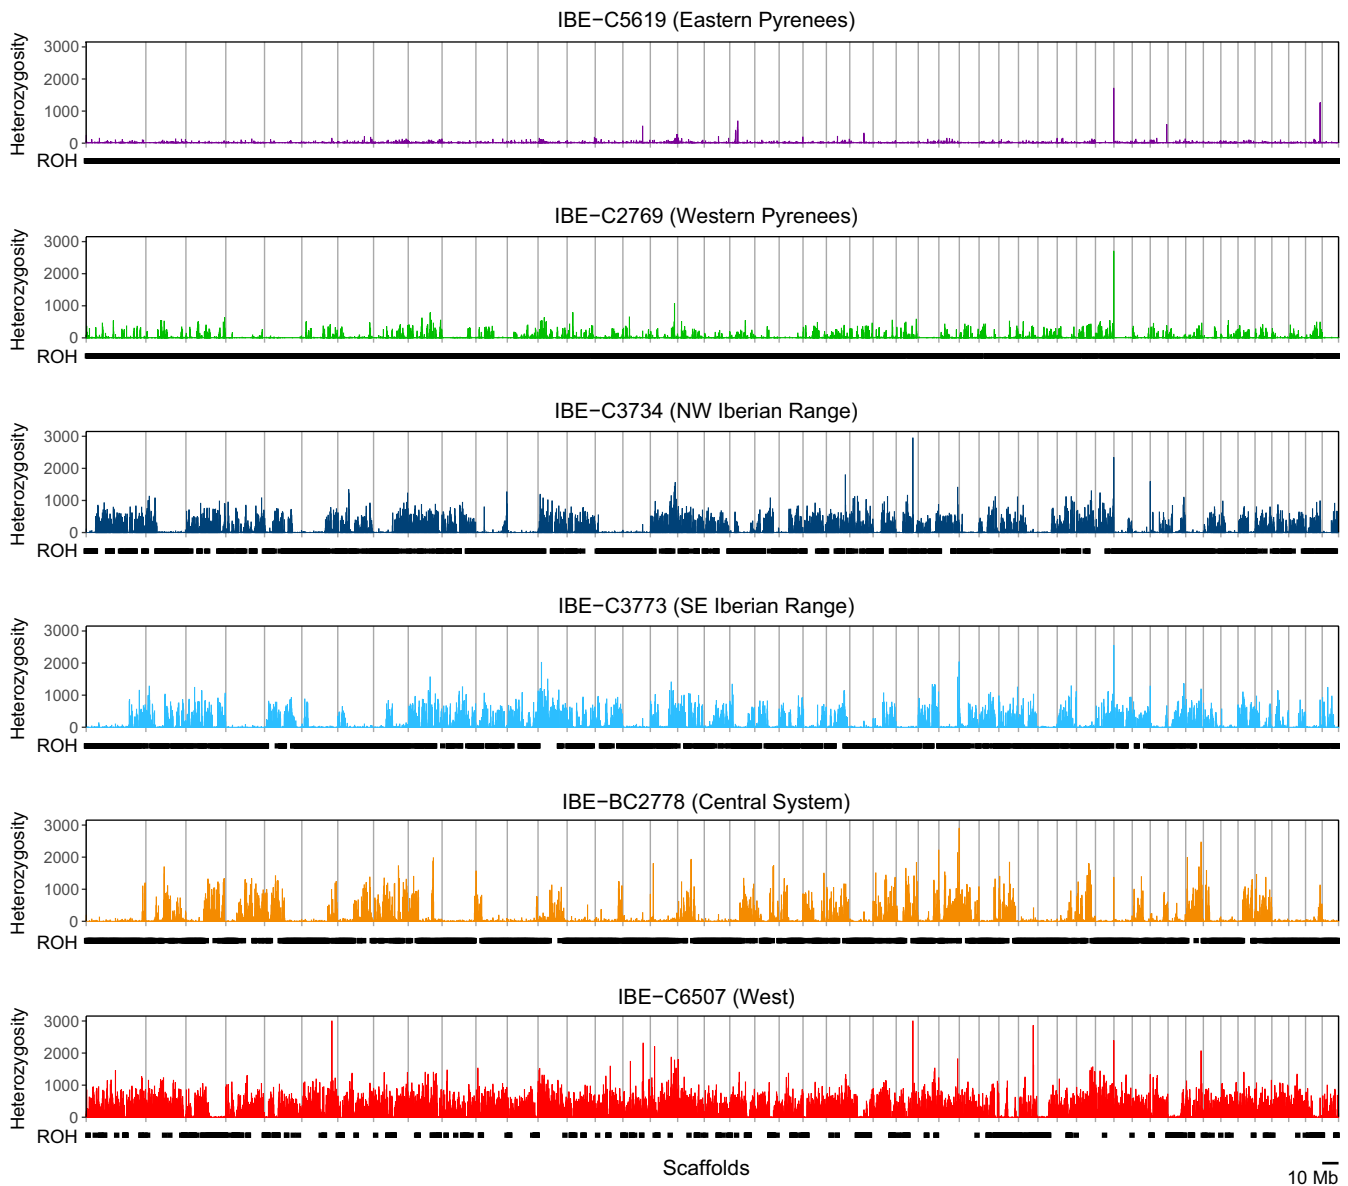 IBE−C5619 (Eastern Pyrenees)
Heterozygosity
3000
2000
1000
0
ROH
IBE−C2769 (Western Pyrenees)
Heterozygosity
3000
2000
1000
0
ROH
IBE−C3734 (NW Iberian Range)
Heterozygosity
3000
2000
1000
0
ROH
IBE−C3773 (SE Iberian Range)
Heterozygosity
3000
2000
1000
0
ROH
IBE−BC2778 (Central System)
Heterozygosity
3000
2000
1000
0
ROH
IBE−C6507 (West)
Heterozygosity
3000
2000
1000
0
ROH
Scaffolds
10 Mb